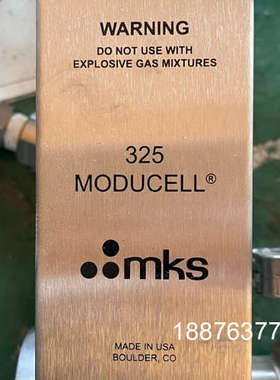 WARNING
DO NOT USE WITH
EXPLOSIVE GAS MIXTURES
325
MODUCELL®
mks
18876377
MADE IN USA
BOULDER, CO